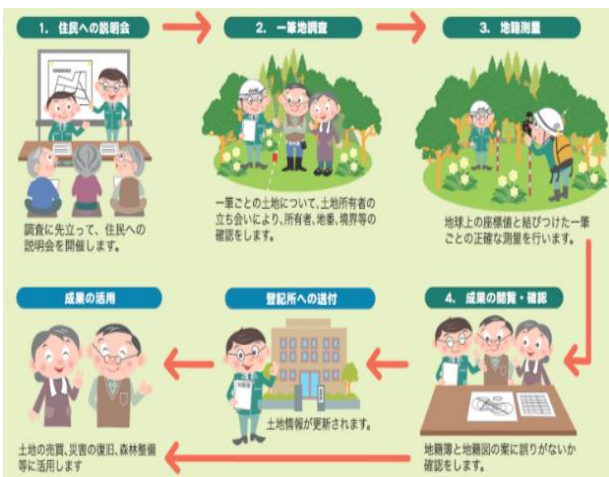 1. 住民への説明会
2. 一筆地調査
3. 地籍測量
調査に先立って、住民への
説明会を開催します。
一筆ごとの土地について、土地所有者の
立ち会いにより、所有者、地番、境界等の
確認をします。
地球上の座標値と結びつけた一筆
ごとの正確な測量を行います。
成果の活用
登記所への送付
4. 成果の閲覧・確認
土地の売買、災害の復旧、森林整備
等に活用します
土地情報が更新されます。
地籍簿と地籍図の案に誤りがないか
確認をします。